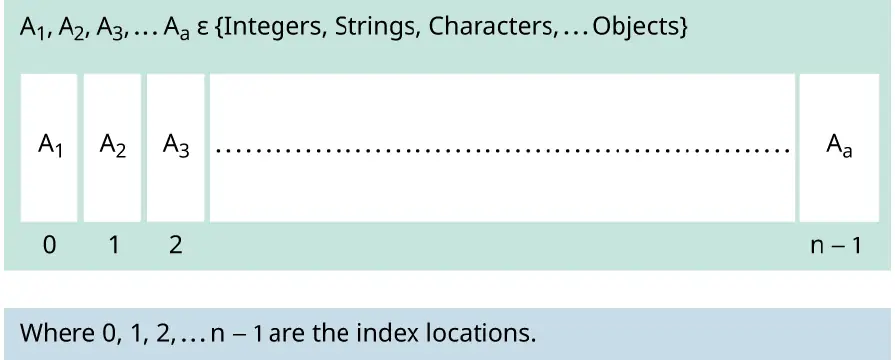 A₁, A₂, A₃, ... Aₐ ε {Integers, Strings, Characters, ... Objects}
A₁ A₂ A₃ .......................................................... Aₐ
0 1 2 n – 1
Where 0, 1, 2, ... n – 1 are the index locations.